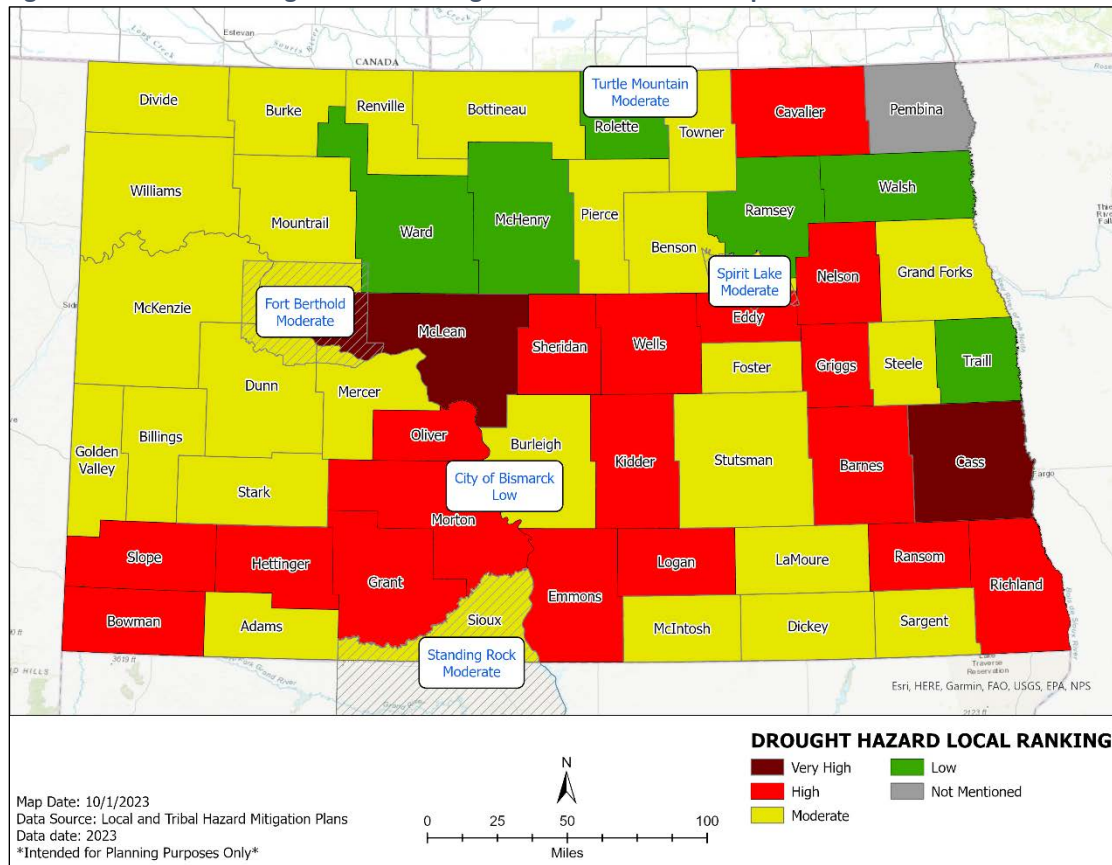 Estevan
CANADA
Divide
Burke
Renville
Bottineau
Turtle Mountain
Moderate
Rolette
Towner
Cavalier
Pembina
Williams
Mountrail
Ward
McHenry
Pierce
Benson
Ramsey
Walsh
Spirit Lake
Moderate
Nelson
Grand Forks
McKenzie
Fort Berthold
Moderate
McLean
Sheridan
Wells
Eddy
Foster
Griggs
Steele
Traill
Dunn
Mercer
Golden
Valley
Billings
Stark
Oliver
Burleigh
City of Bismarck
Low
Kidder
Stutsman
Barnes
Cass
Fargo
Morton
Slope
Hettinger
Grant
Emmons
Logan
LaMoure
Ransom
Richland
Bowman
Adams
Sioux
McIntosh
Dickey
Sargent
Standing Rock
Moderate
3619 ft
Traverse
Reservation
2123 ft
Esri, HERE, Garmin, FAO, USGS, EPA, NPS
DROUGHT HAZARD LOCAL RANKING
Very High
High
Moderate
Low
Not Mentioned
N
0 25 50 100
Miles
Map Date: 10/1/2023
Data Source: Local and Tribal Hazard Mitigation Plans
Data date: 2023
*Intended for Planning Purposes Only*